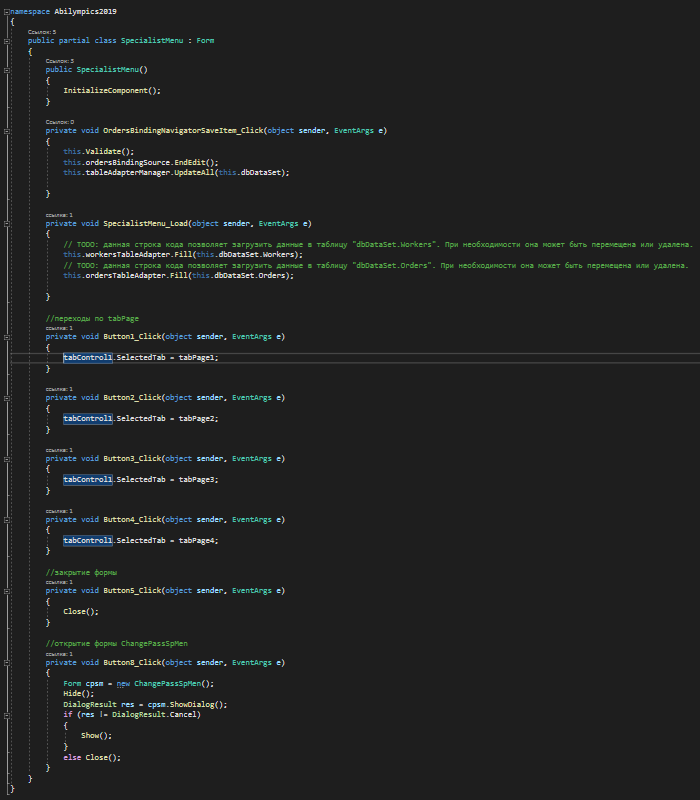 namespace Abilympics2019
{
Ссылок: 5
public partial class SpecialistMenu : Form
{
Ссылок: 3
public SpecialistMenu()
{
InitializeComponent();
}
Ссылок: 0
private void OrdersBindingNavigatorSaveItem_Click(object sender, EventArgs e)
{
this.Validate();
this.ordersBindingSource.EndEdit();
this.tableAdapterManager.UpdateAll(this.dbDataSet);
}
ссылка: 1
private void SpecialistMenu_Load(object sender, EventArgs e)
{
// TODO: данная строка кода позволяет загрузить данные в таблицу "dbDataSet.Workers". При необходимости она может быть перемещена или удалена.
this.workersTableAdapter.Fill(this.dbDataSet.Workers);
// TODO: данная строка кода позволяет загрузить данные в таблицу "dbDataSet.Orders". При необходимости она может быть перемещена или удалена.
this.ordersTableAdapter.Fill(this.dbDataSet.Orders);
}
//переходы по tabPage
ссылка: 1
private void Button1_Click(object sender, EventArgs e)
{
tabControl1.SelectedTab = tabPage1;
}
ссылка: 1
private void Button2_Click(object sender, EventArgs e)
{
tabControl1.SelectedTab = tabPage2;
}
ссылка: 1
private void Button3_Click(object sender, EventArgs e)
{
tabControl1.SelectedTab = tabPage3;
}
ссылка: 1
private void Button4_Click(object sender, EventArgs e)
{
tabControl1.SelectedTab = tabPage4;
}
//закрытие формы
ссылка: 1
private void Button5_Click(object sender, EventArgs e)
{
Close();
}
//открытие формы ChangePassSpMen
ссылка: 1
private void Button8_Click(object sender, EventArgs e)
{
Form cpsm = new ChangePassSpMen();
Hide();
DialogResult res = cpsm.ShowDialog();
if (res != DialogResult.Cancel)
{
Show();
}
else Close();
}
}
}